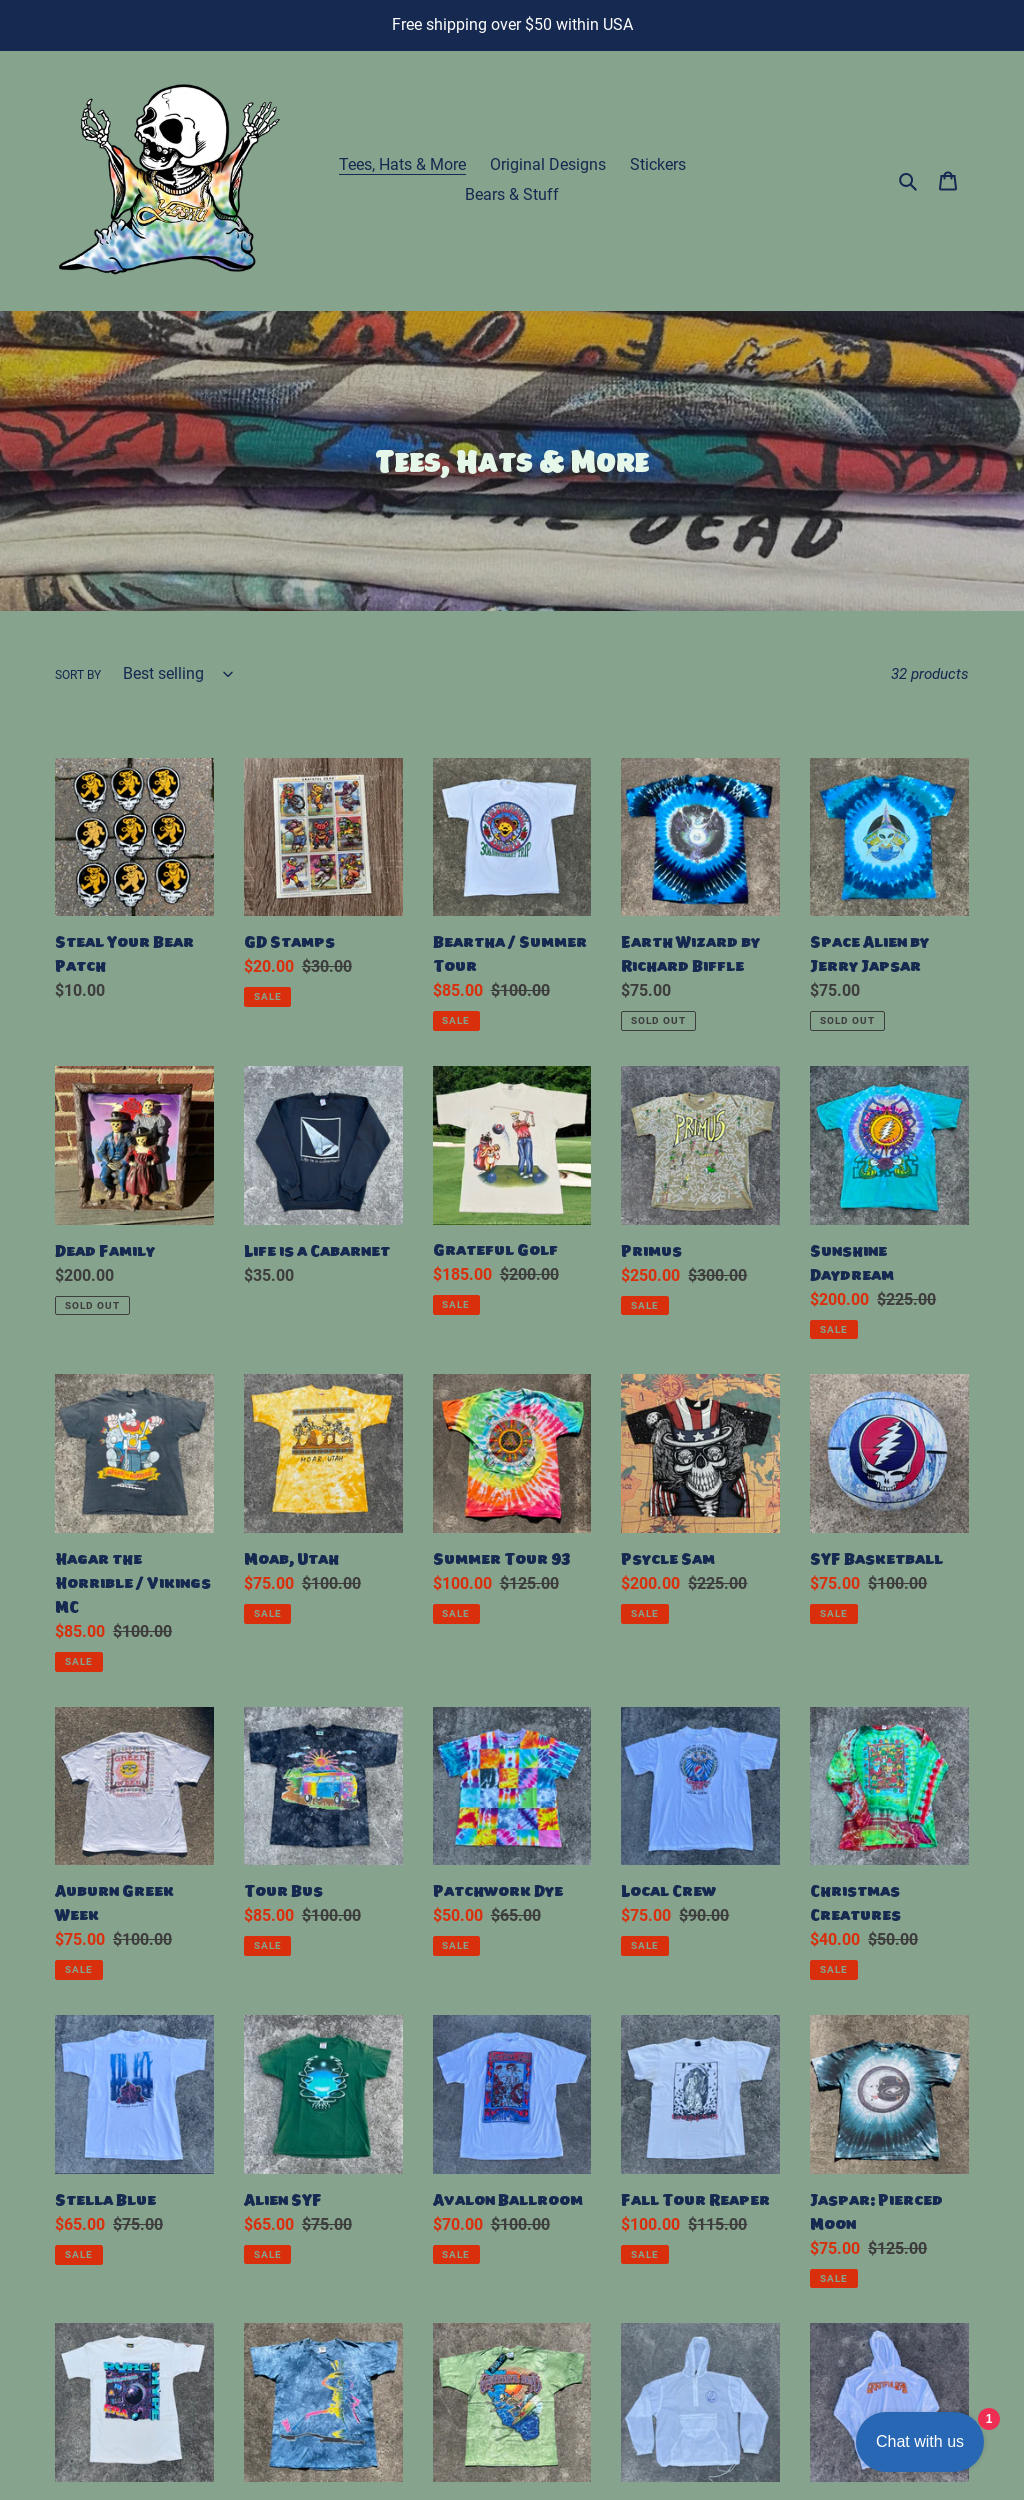 Free shipping over $50 within USA
Tees, Hats & More
Original Designs
Stickers
Bears & Stuff
Tees, Hats & More
THE DEAD
SORT BY
Best selling
32 products
Steal Your Bear
Patch
$10.00
GD Stamps
$20.00 $30.00
SALE
Beartha / Summer
Tour
$85.00 $100.00
SALE
Earth Wizard by
Richard Biffle
$75.00
SOLD OUT
Space Alien by
Jerry Japsar
$75.00
SOLD OUT
Dead Family
$200.00
SOLD OUT
Life is a Cabarnet
$35.00
Grateful Golf
$185.00 $200.00
SALE
PRIMUS
Primus
$250.00 $300.00
SALE
Sunshine
Daydream
$200.00 $225.00
SALE
Hagar the
Horrible / Vikings
MC
$85.00 $100.00
SALE
MOAB, UTAH
Moab, Utah
$75.00 $100.00
SALE
Summer Tour 93
$100.00 $125.00
SALE
Psycle Sam
$200.00 $225.00
SALE
SYF Basketball
$75.00 $100.00
SALE
GREEK
WEEK
Auburn Greek
Week
$75.00 $100.00
SALE
Tour Bus
$85.00 $100.00
SALE
Patchwork Dye
$50.00 $65.00
SALE
Local Crew
$75.00 $90.00
SALE
Christmas
Creatures
$40.00 $50.00
SALE
Stella Blue
$65.00 $75.00
SALE
Alien SYF
$65.00 $75.00
SALE
Avalon Ballroom
$70.00 $100.00
SALE
Fall Tour Reaper
$100.00 $115.00
SALE
Jaspar: Pierced
Moon
$75.00 $125.00
SALE
Chat with us
1